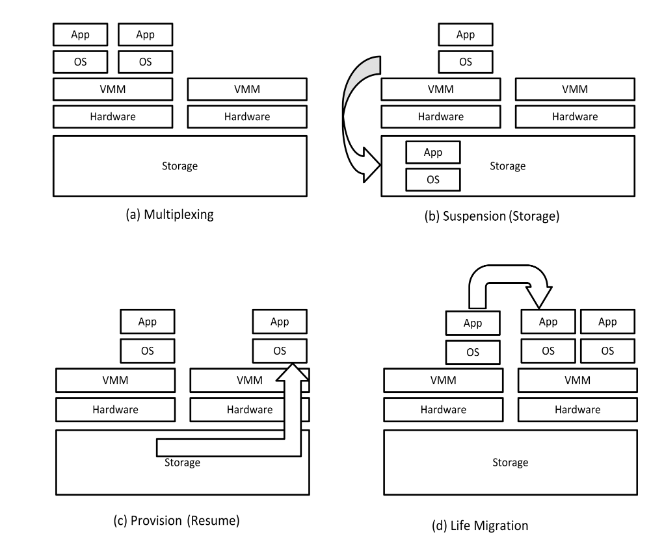 App App App
OS OS OS
VMM VMM VMM VMM
Hardware Hardware Hardware Hardware
Storage
App
OS
Storage
(a) Multiplexing
(b) Suspension (Storage)
App App App App App
OS OS OS OS OS
VMM VMM VMM VMM
Hardware Hardware Hardware Hardware
Storage Storage
(c) Provision (Resume)
(d) Life Migration